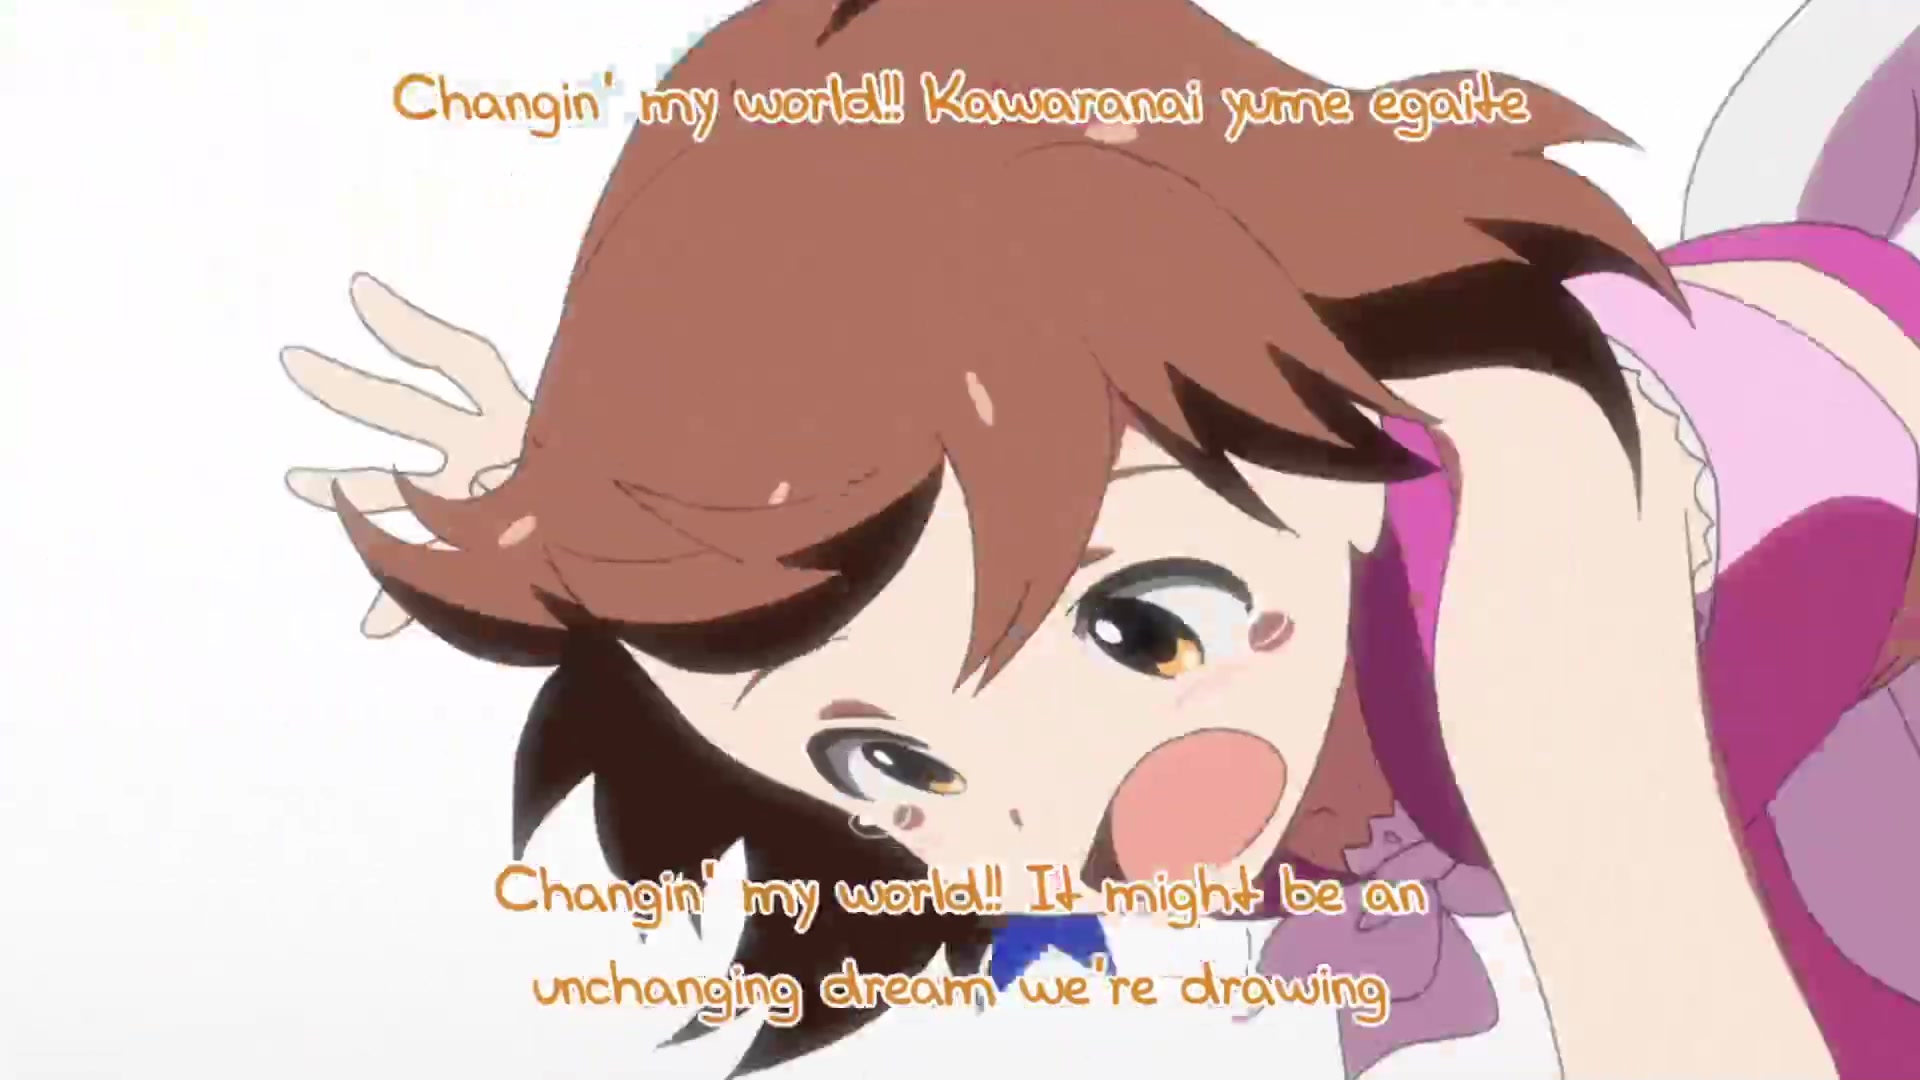 Changin' my world!! Kawaranai yume egaite
Changin' my world!! It might be an
unchanging dream we're drawing